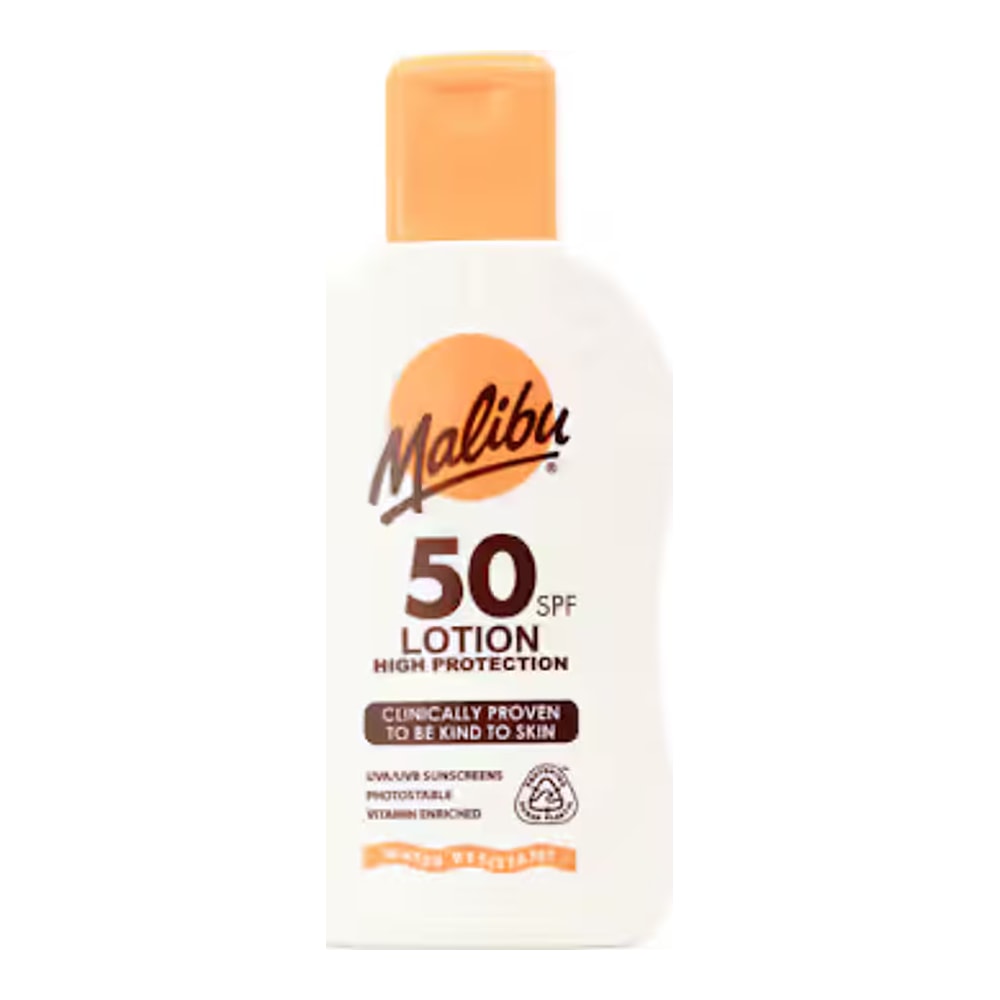 Malibu
®
50 SPF
LOTION
HIGH PROTECTION
CLINICALLY PROVEN
TO BE KIND TO SKIN
UVA/UVB SUNSCREENS
PHOTOSTABLE
VITAMIN ENRICHED
WATER RESISTANT